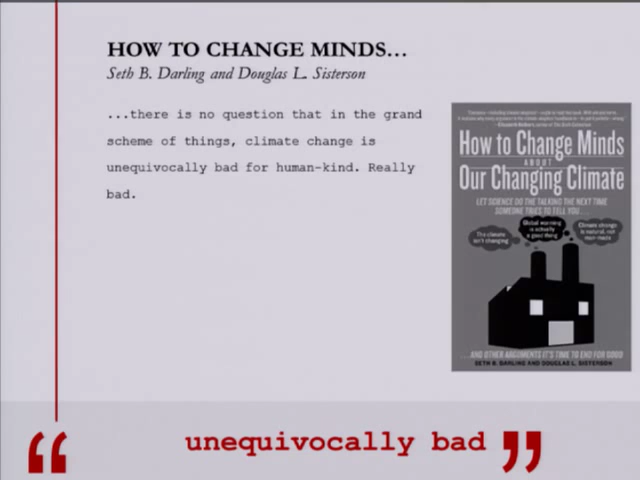 HOW TO CHANGE MINDS...
Seth B. Darling and Douglas L. Sisterson
...there is no question that in the grand
scheme of things, climate change is
unequivocally bad for human-kind. Really
bad.
How to Change Minds
ABOUT
Our Changing Climate
LET SCIENCE DO THE TALKING THE NEXT TIME
SOMEONE TRIES TO TELL YOU...
The climate
isn't changing
Global warming
is actually
a good thing
Climate change
is natural, not
man-made
...AND OTHER ARGUMENTS IT'S TIME TO END FOR GOOD
SETH B. DARLING AND DOUGLAS L. SISTERSON
“ unequivocally bad ”